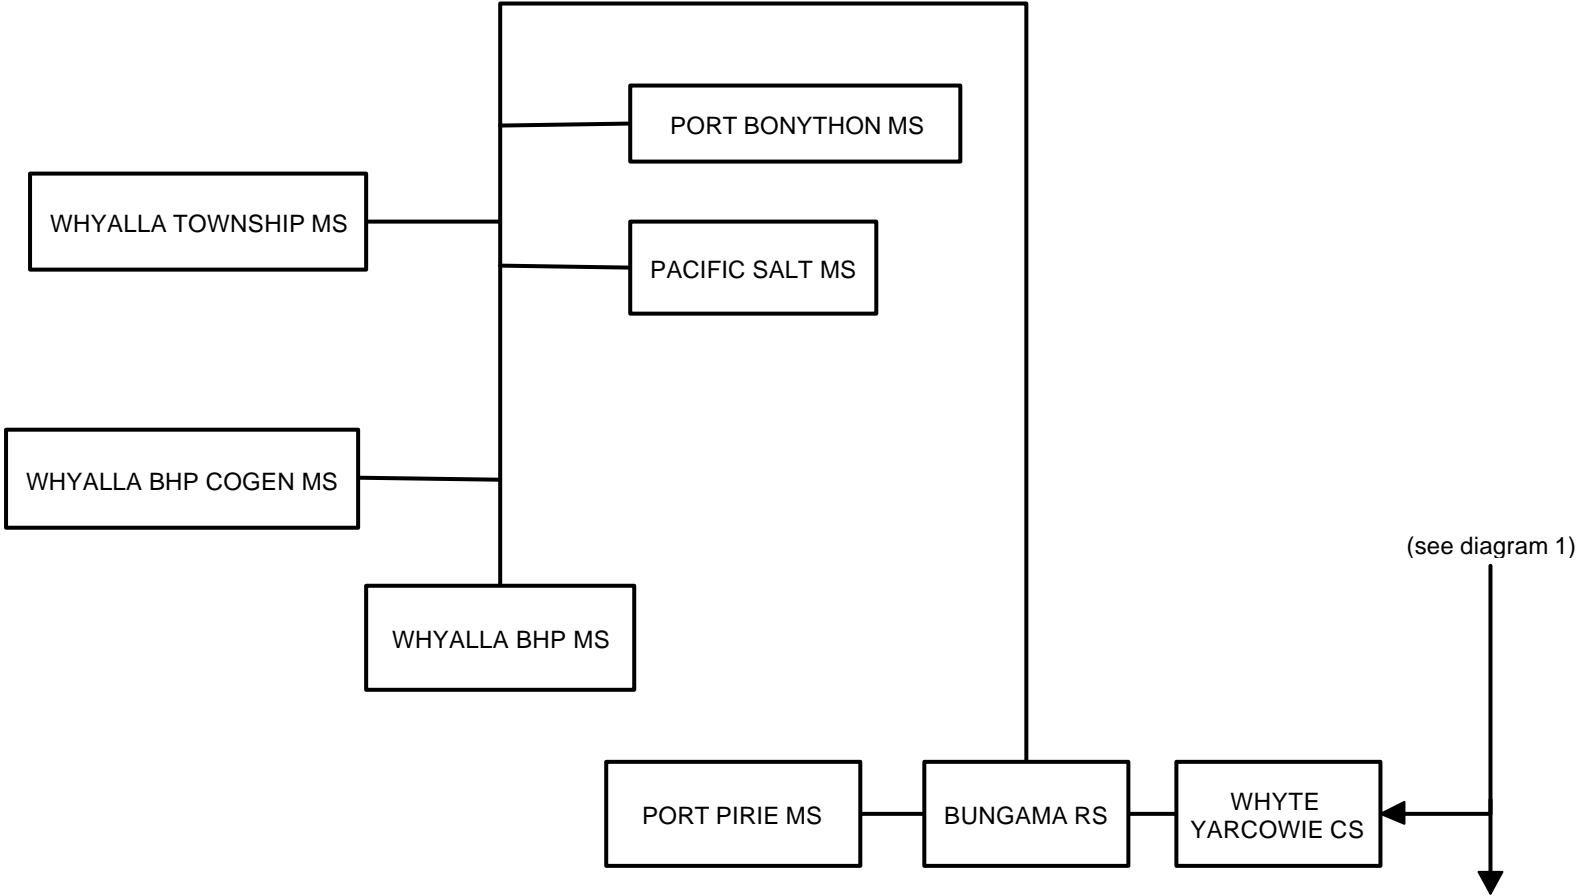 PORT BONYTHON MS
WHYALLA TOWNSHIP MS
PACIFIC SALT MS
WHYALLA BHP COGEN MS
(see diagram 1)
WHYALLA BHP MS
PORT PIRIE MS
BUNGAMA RS
WHYTE
YARCOWIE CS